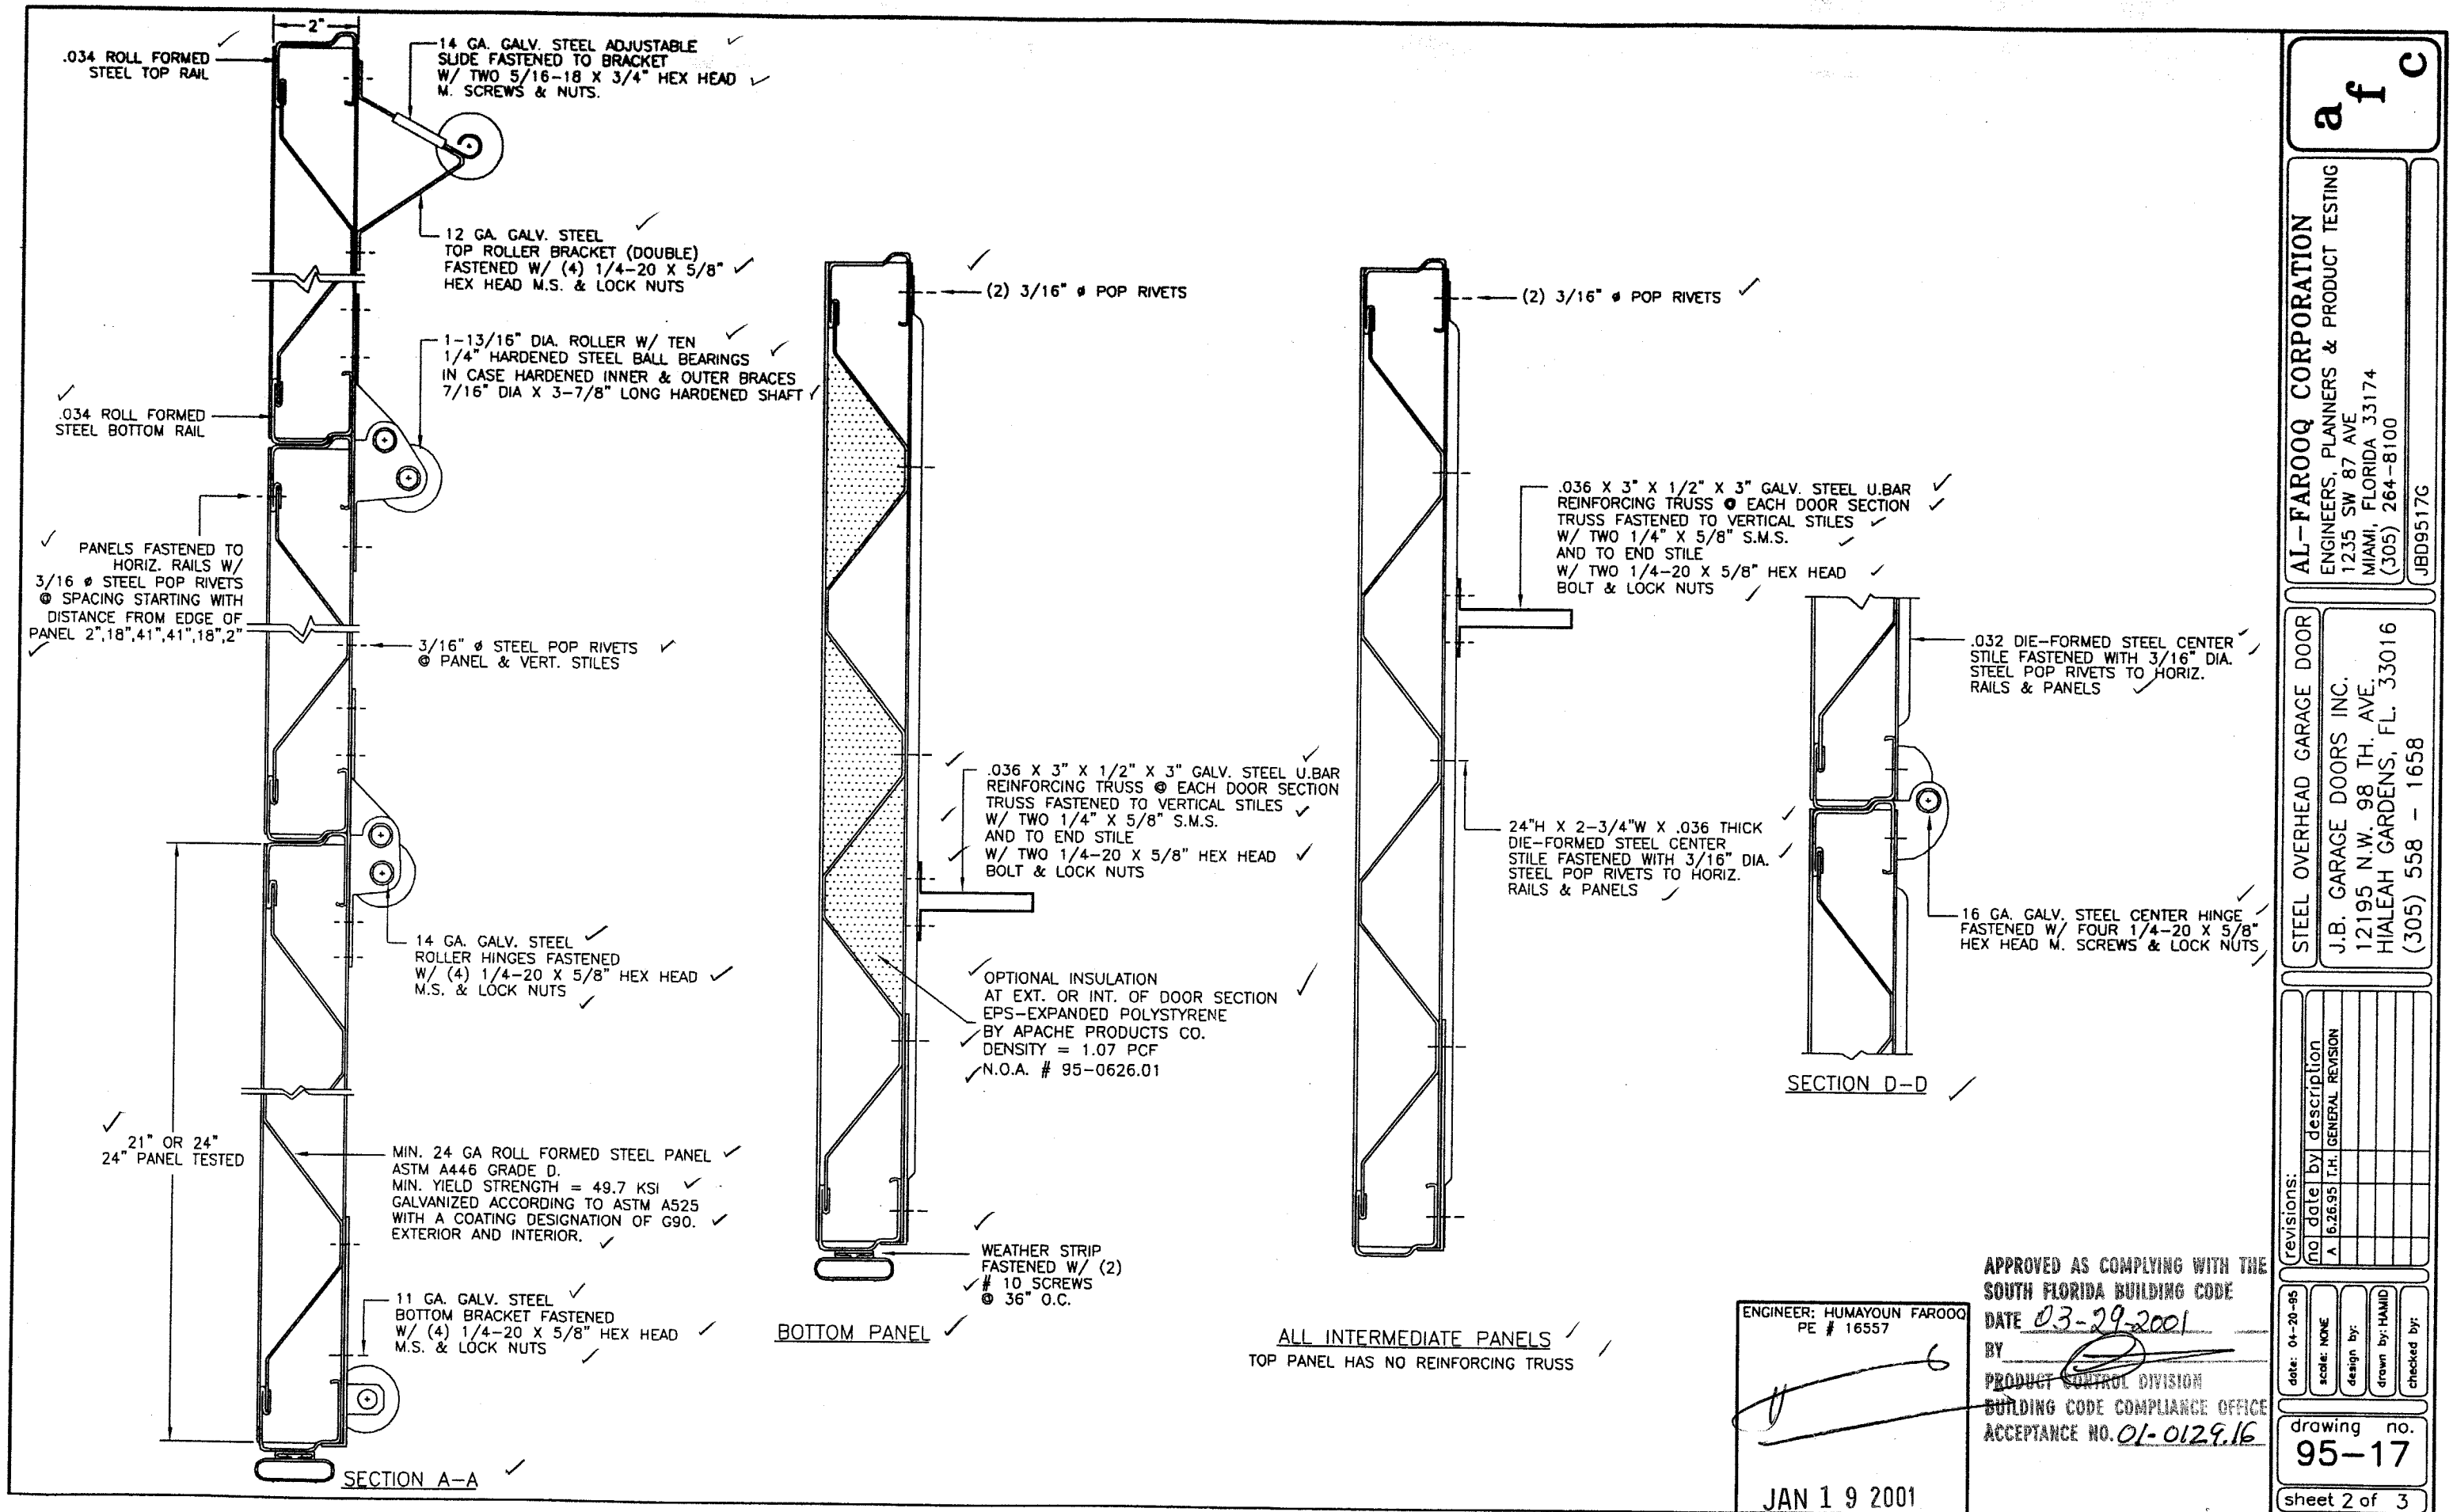 2"
.034 ROLL FORMED
STEEL TOP RAIL
14 GA. GALV. STEEL ADJUSTABLE
SLIDE FASTENED TO BRACKET
W/ TWO 5/16-18 X 3/4" HEX HEAD
M. SCREWS & NUTS.
12 GA. GALV. STEEL
TOP ROLLER BRACKET (DOUBLE)
FASTENED W/ (4) 1/4-20 X 5/8"
HEX HEAD M.S. & LOCK NUTS
1-13/16" DIA. ROLLER W/ TEN
1/4" HARDENED STEEL BALL BEARINGS
IN CASE HARDENED INNER & OUTER BRACES
7/16" DIA X 3-7/8" LONG HARDENED SHAFT
.034 ROLL FORMED
STEEL BOTTOM RAIL
PANELS FASTENED TO
HORIZ. RAILS W/
3/16 ø STEEL POP RIVETS
@ SPACING STARTING WITH
DISTANCE FROM EDGE OF
PANEL 2",18",41",41",18",2"
3/16" ø STEEL POP RIVETS
@ PANEL & VERT. STILES
14 GA. GALV. STEEL
ROLLER HINGES FASTENED
W/ (4) 1/4-20 X 5/8" HEX HEAD
M.S. & LOCK NUTS
21" OR 24"
24" PANEL TESTED
MIN. 24 GA ROLL FORMED STEEL PANEL
ASTM A446 GRADE D.
MIN. YIELD STRENGTH = 49.7 KSI
GALVANIZED ACCORDING TO ASTM A525
WITH A COATING DESIGNATION OF G90.
EXTERIOR AND INTERIOR.
11 GA. GALV. STEEL
BOTTOM BRACKET FASTENED
W/ (4) 1/4-20 X 5/8" HEX HEAD
M.S. & LOCK NUTS
SECTION A-A
(2) 3/16" ø POP RIVETS
.036 X 3" X 1/2" X 3" GALV. STEEL U.BAR
REINFORCING TRUSS @ EACH DOOR SECTION
TRUSS FASTENED TO VERTICAL STILES
W/ TWO 1/4" X 5/8" S.M.S.
AND TO END STILE
W/ TWO 1/4-20 X 5/8" HEX HEAD
BOLT & LOCK NUTS
OPTIONAL INSULATION
AT EXT. OR INT. OF DOOR SECTION
EPS-EXPANDED POLYSTYRENE
BY APACHE PRODUCTS CO.
DENSITY = 1.07 PCF
N.O.A. # 95-0626.01
WEATHER STRIP
FASTENED W/ (2)
# 10 SCREWS
@ 36" O.C.
BOTTOM PANEL
(2) 3/16" ø POP RIVETS
.036 X 3" X 1/2" X 3" GALV. STEEL U.BAR
REINFORCING TRUSS @ EACH DOOR SECTION
TRUSS FASTENED TO VERTICAL STILES
W/ TWO 1/4" X 5/8" S.M.S.
AND TO END STILE
W/ TWO 1/4-20 X 5/8" HEX HEAD
BOLT & LOCK NUTS
24"H X 2-3/4"W X .036 THICK
DIE-FORMED STEEL CENTER
STILE FASTENED WITH 3/16" DIA.
STEEL POP RIVETS TO HORIZ.
RAILS & PANELS
ALL INTERMEDIATE PANELS
TOP PANEL HAS NO REINFORCING TRUSS
.032 DIE-FORMED STEEL CENTER
STILE FASTENED WITH 3/16" DIA.
STEEL POP RIVETS TO HORIZ.
RAILS & PANELS
16 GA. GALV. STEEL CENTER HINGE
FASTENED W/ FOUR 1/4-20 X 5/8"
HEX HEAD M. SCREWS & LOCK NUTS
SECTION D-D
ENGINEER: HUMAYOUN FAROOQ
PE # 16557
JAN 19 2001
APPROVED AS COMPLYING WITH THE
SOUTH FLORIDA BUILDING CODE
DATE 03-29-2001
BY
PRODUCT CONTROL DIVISION
BUILDING CODE COMPLIANCE OFFICE
ACCEPTANCE NO. 01-0129.16
a f c
AL-FAROOQ CORPORATION
ENGINEERS, PLANNERS & PRODUCT TESTING
1235 SW 87 AVE
MIAMI, FLORIDA 33174
(305) 264-8100
JBD9517G
STEEL OVERHEAD GARAGE DOOR
J.B. GARAGE DOORS INC.
12195 N.W. 98 TH. AVE.
HIALEAH GARDENS, FL. 33016
(305) 558 - 1658
revisions:
no date by description
A 6.26.95 T.H. GENERAL REVISION
date: 04-20-95
scale: NONE
design by:
drawn by: HAMID
checked by:
drawing no.
95-17
sheet 2 of 3